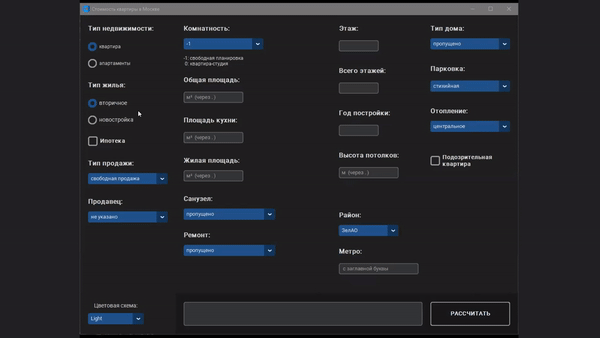 Стоимость квартиры в Москве
Тип недвижимости:
квартира
апартаменты
Тип жилья:
вторичное
новостройка
Ипотека
Тип продажи:
свободная продажа
Продавец:
не указано
Цветовая схема:
Light
Комнатность:
-1
-1: свободная планировка
0: квартира-студия
Общая площадь:
м² (через .)
Площадь кухни:
м² (через .)
Жилая площадь:
м² (через .)
Санузел:
пропущено
Ремонт:
пропущено
Этаж:
Всего этажей:
Год постройки:
Высота потолков:
м (через .)
Район:
ЗелАО
Метро:
с заглавной буквы
Тип дома:
пропущено
Парковка:
стихийная
Отопление:
центральное
Подозрительная
квартира
РАССЧИТАТЬ